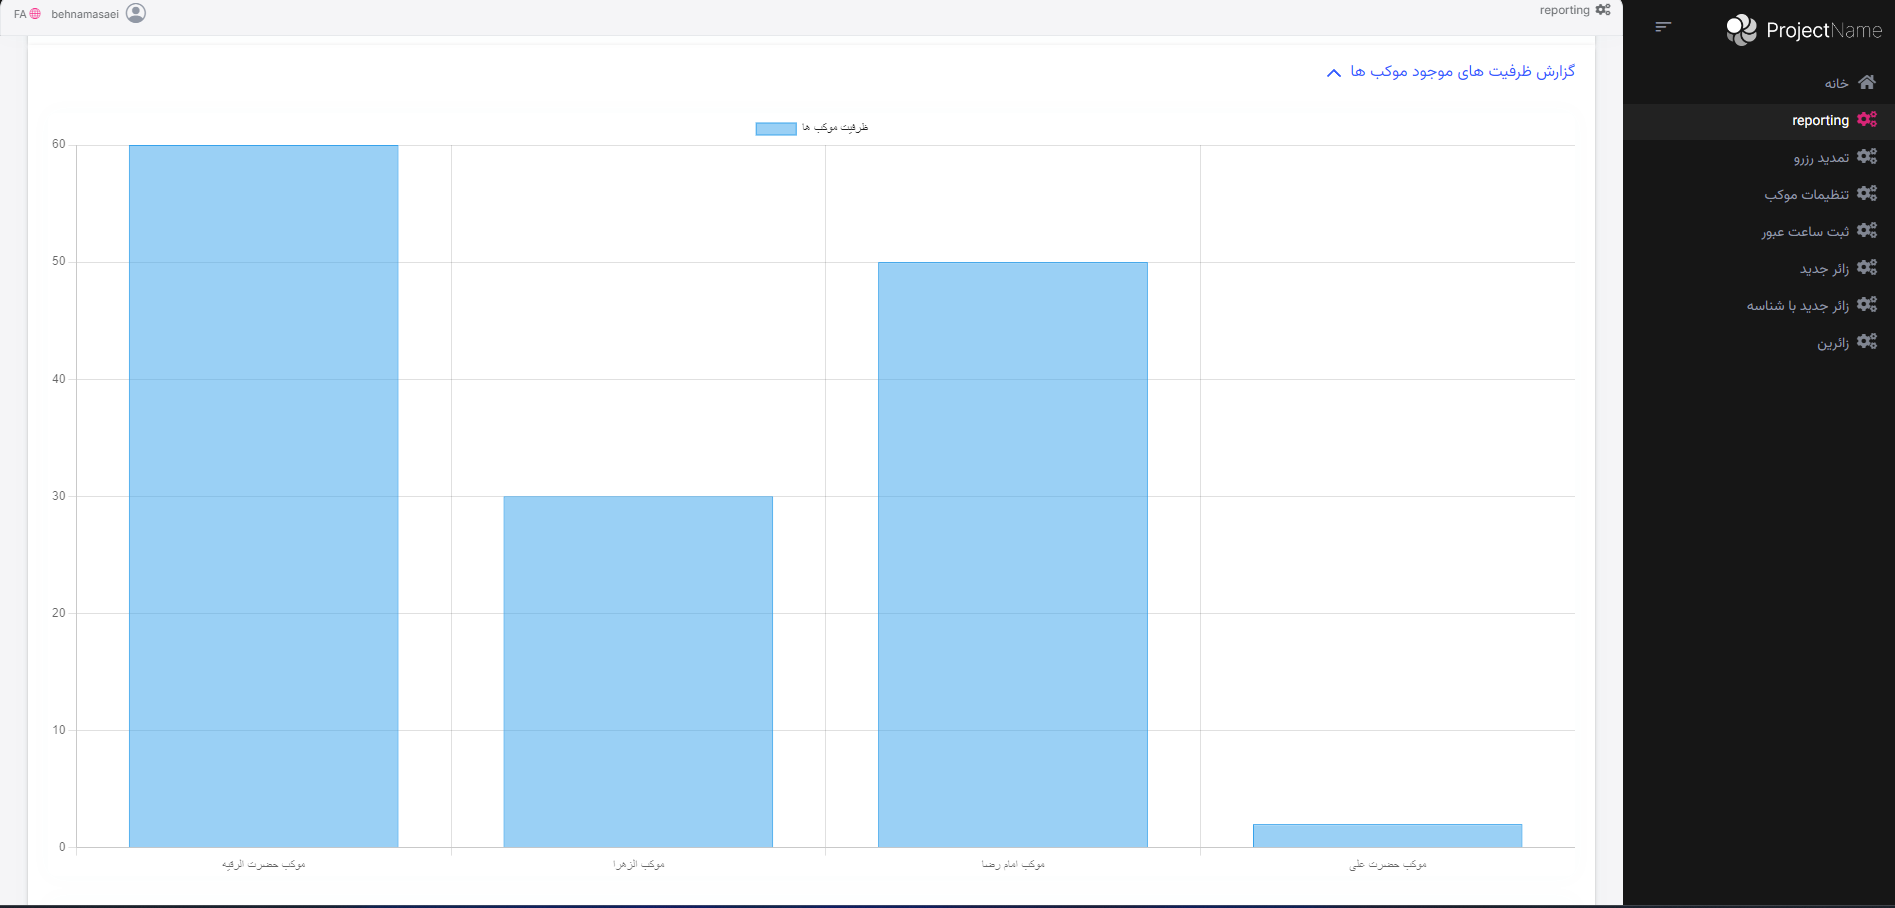 ProjectName
خانه
reporting
تمدید رزرو
تنظیمات موکب
ثبت ساعت عبور
زائر جدید
زائر جدید با شناسه
زائرین
reporting
behnamasaei
FA
گزارش ظرفیت های موجود موکب ها
ظرفیت موکب ها
60
50
40
30
20
10
0
موکب حضرت الرقیه
موکب الزهرا
موکب امام رضا
موکب حضرت علی